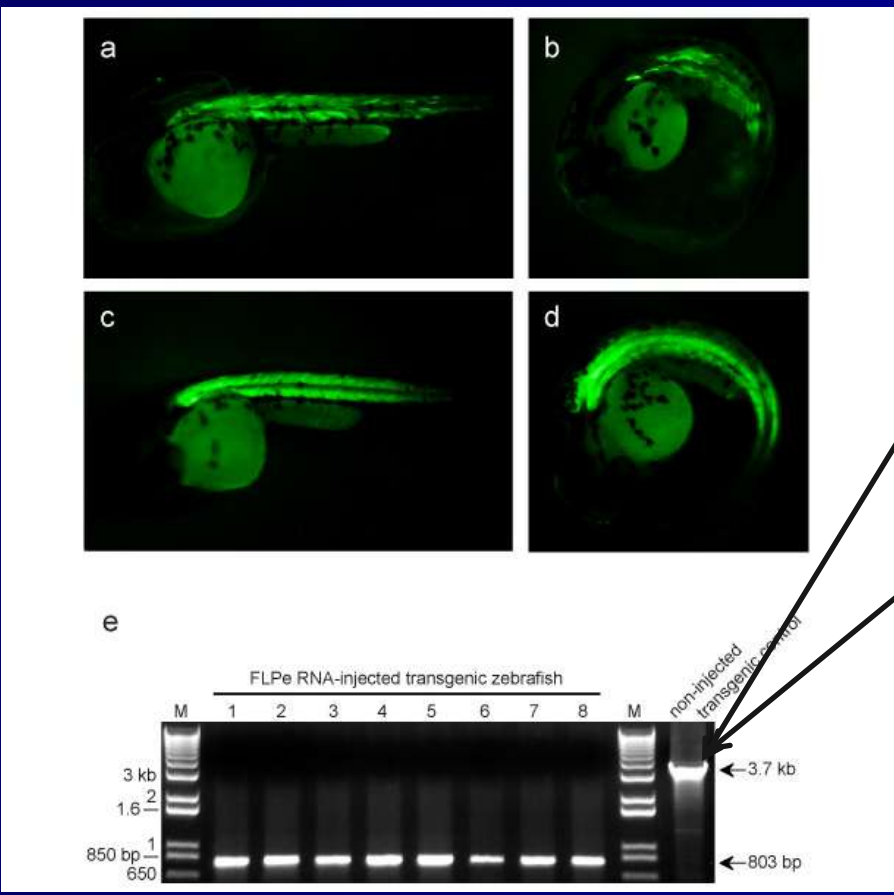 a
b
c
d
e
FLPe RNA-injected transgenic zebrafish
non-injected
transgenic control
M 1 2 3 4 5 6 7 8 M
3 kb
2
1.6
1
850 bp
650
3.7 kb
803 bp